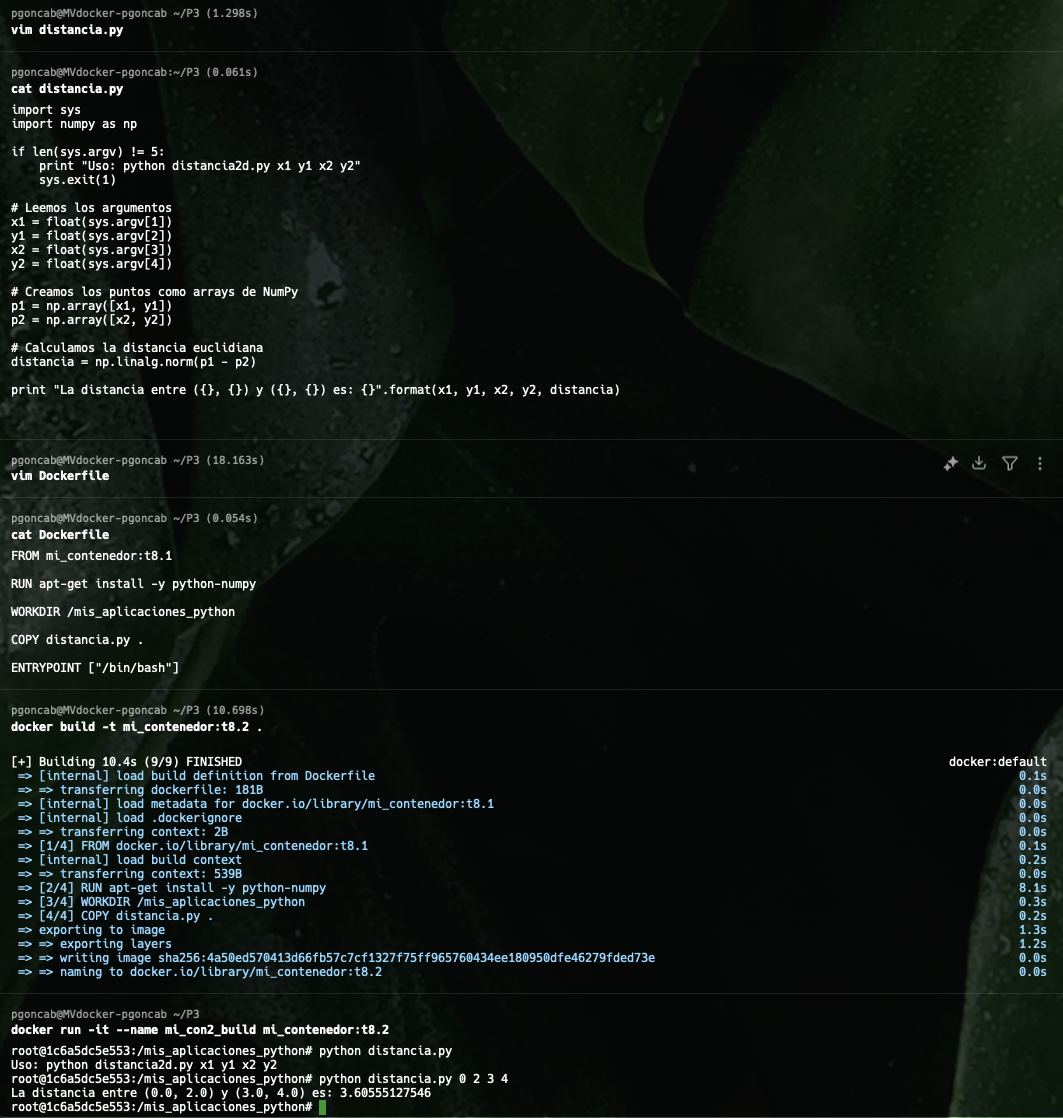 pgoncab@MVdocker-pgoncab ~/P3 (1.298s)
vim distancia.py
pgoncab@MVdocker-pgoncab:~/P3 (0.061s)
cat distancia.py
import sys
import numpy as np
if len(sys.argv) != 5:
    print "Uso: python distancia2d.py x1 y1 x2 y2"
    sys.exit(1)
# Leemos los argumentos
x1 = float(sys.argv[1])
y1 = float(sys.argv[2])
x2 = float(sys.argv[3])
y2 = float(sys.argv[4])
# Creamos los puntos como arrays de NumPy
p1 = np.array([x1, y1])
p2 = np.array([x2, y2])
# Calculamos la distancia euclidiana
distancia = np.linalg.norm(p1 - p2)
print "La distancia entre ({}, {}) y ({}, {}) es: {}".format(x1, y1, x2, y2, distancia)
pgoncab@MVdocker-pgoncab ~/P3 (18.163s)
vim Dockerfile
pgoncab@MVdocker-pgoncab ~/P3 (0.054s)
cat Dockerfile
FROM mi_contenedor:t8.1
RUN apt-get install -y python-numpy
WORKDIR /mis_aplicaciones_python
COPY distancia.py .
ENTRYPOINT ["/bin/bash"]
pgoncab@MVdocker-pgoncab ~/P3 (10.698s)
docker build -t mi_contenedor:t8.2 .
[+] Building 10.4s (9/9) FINISHED docker:default
=> [internal] load build definition from Dockerfile 0.1s
=> => transferring dockerfile: 181B 0.0s
=> [internal] load metadata for docker.io/library/mi_contenedor:t8.1 0.0s
=> [internal] load .dockerignore 0.0s
=> => transferring context: 2B 0.0s
=> [1/4] FROM docker.io/library/mi_contenedor:t8.1 0.1s
=> [internal] load build context 0.2s
=> => transferring context: 539B 0.0s
=> [2/4] RUN apt-get install -y python-numpy 8.1s
=> [3/4] WORKDIR /mis_aplicaciones_python 0.3s
=> [4/4] COPY distancia.py . 0.2s
=> exporting to image 1.3s
=> => exporting layers 1.2s
=> => writing image sha256:4a50ed570413d66fb57c7cf1327f75ff965760434ee180950dfe46279fded73e 0.0s
=> => naming to docker.io/library/mi_contenedor:t8.2 0.0s
pgoncab@MVdocker-pgoncab ~/P3
docker run -it --name mi_con2_build mi_contenedor:t8.2
root@1c6a5dc5e553:/mis_aplicaciones_python# python distancia.py
Uso: python distancia2d.py x1 y1 x2 y2
root@1c6a5dc5e553:/mis_aplicaciones_python# python distancia.py 0 2 3 4
La distancia entre (0.0, 2.0) y (3.0, 4.0) es: 3.60555127546
root@1c6a5dc5e553:/mis_aplicaciones_python#